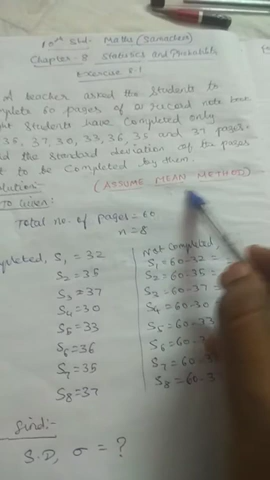 10th Std- Maths (Samacheer
Chapter-8 Statistics and Probability
Exercise 8.1
A teacher asked the students to
complete 60 pages of a record note book
students have completed only
35, 37, 30, 33, 36, 35 and 37 pages.
the standard deviation of the pages
to be completed by them.
(ASSUME MEAN METHOD)
Given:
Total no. of pages = 60
n = 8
S1 = 32
S2 = 35
S3 = 37
S4 = 30
S5 = 33
S6 = 36
S7 = 35
S8 = 37
Not Completed,
S1 = 60-32 =
S2 = 60-35 =
S3 = 60-37 =
S4 = 60-30
S5 = 60-33
S6 = 60-3
S7 = 60
S8 = 60-3
Find:-
S.D, σ = ?